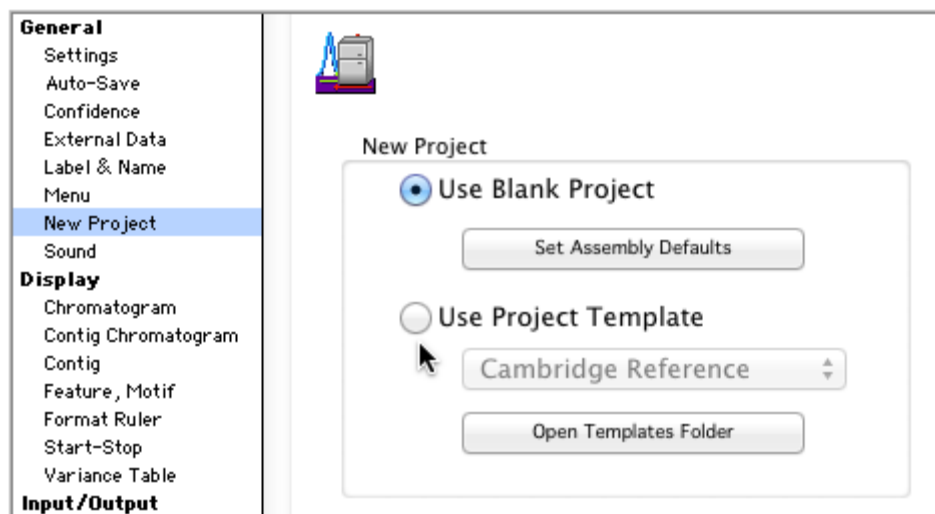 General
Settings
Auto-Save
Confidence
External Data
Label & Name
Menu
New Project
Sound
Display
Chromatogram
Contig Chromatogram
Contig
Feature, Motif
Format Ruler
Start-Stop
Variance Table
Input/Output
New Project
Use Blank Project
Set Assembly Defaults
Use Project Template
Cambridge Reference
Open Templates Folder